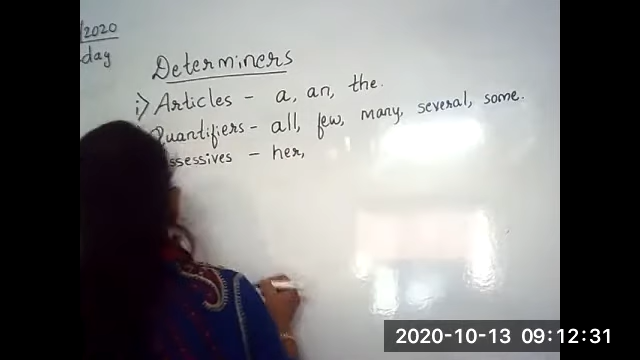 /2020
day
Determiners
i) Articles - a, an, the.
Quantifiers - all, few, many, several, some.
ssessives - her,
2020-10-13 09:12:31